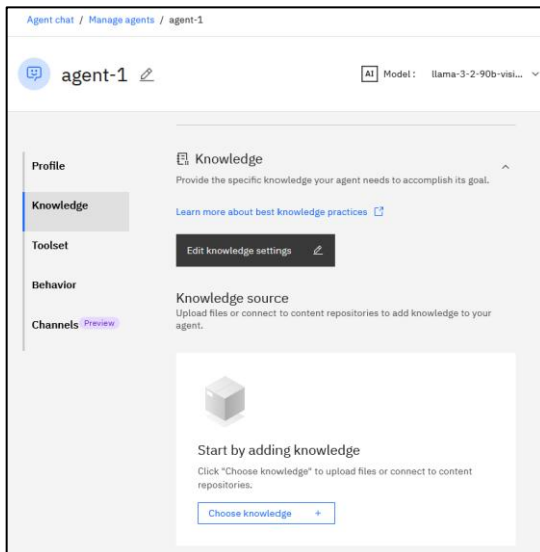 Agent chat / Manage agents / agent-1
agent-1
AI Model : llama-3-2-90b-visi...
Profile
Knowledge
Toolset
Behavior
Channels Preview
Knowledge
Provide the specific knowledge your agent needs to accomplish its goal.
Learn more about best knowledge practices
Edit knowledge settings
Knowledge source
Upload files or connect to content repositories to add knowledge to your
agent.
Start by adding knowledge
Click "Choose knowledge" to upload files or connect to content
repositories.
Choose knowledge +